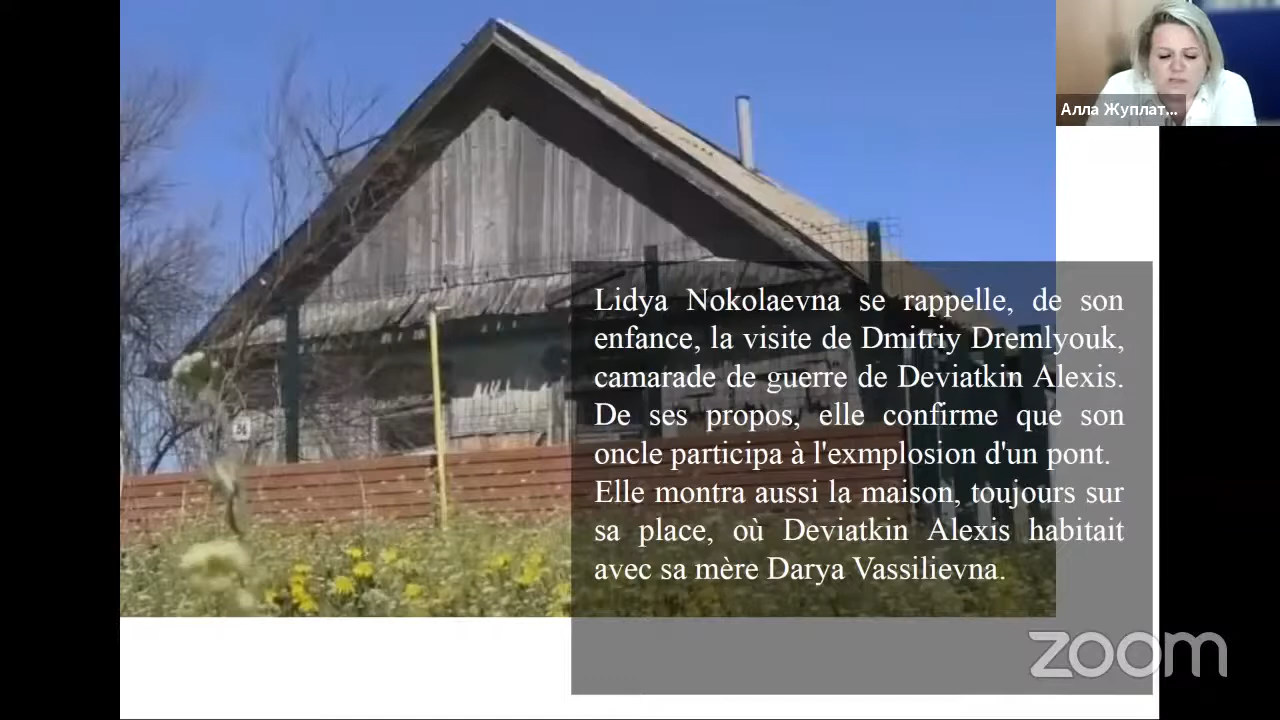 Алла Жуплат...
Lidya Nokolaevna se rappelle, de son
enfance, la visite de Dmitriy Dremlyouk,
camarade de guerre de Deviatkin Alexis.
De ses propos, elle confirme que son
oncle participa à l'exmplosion d'un pont.
Elle montra aussi la maison, toujours sur
sa place, où Deviatkin Alexis habitait
avec sa mère Darya Vassilievna.
zoom